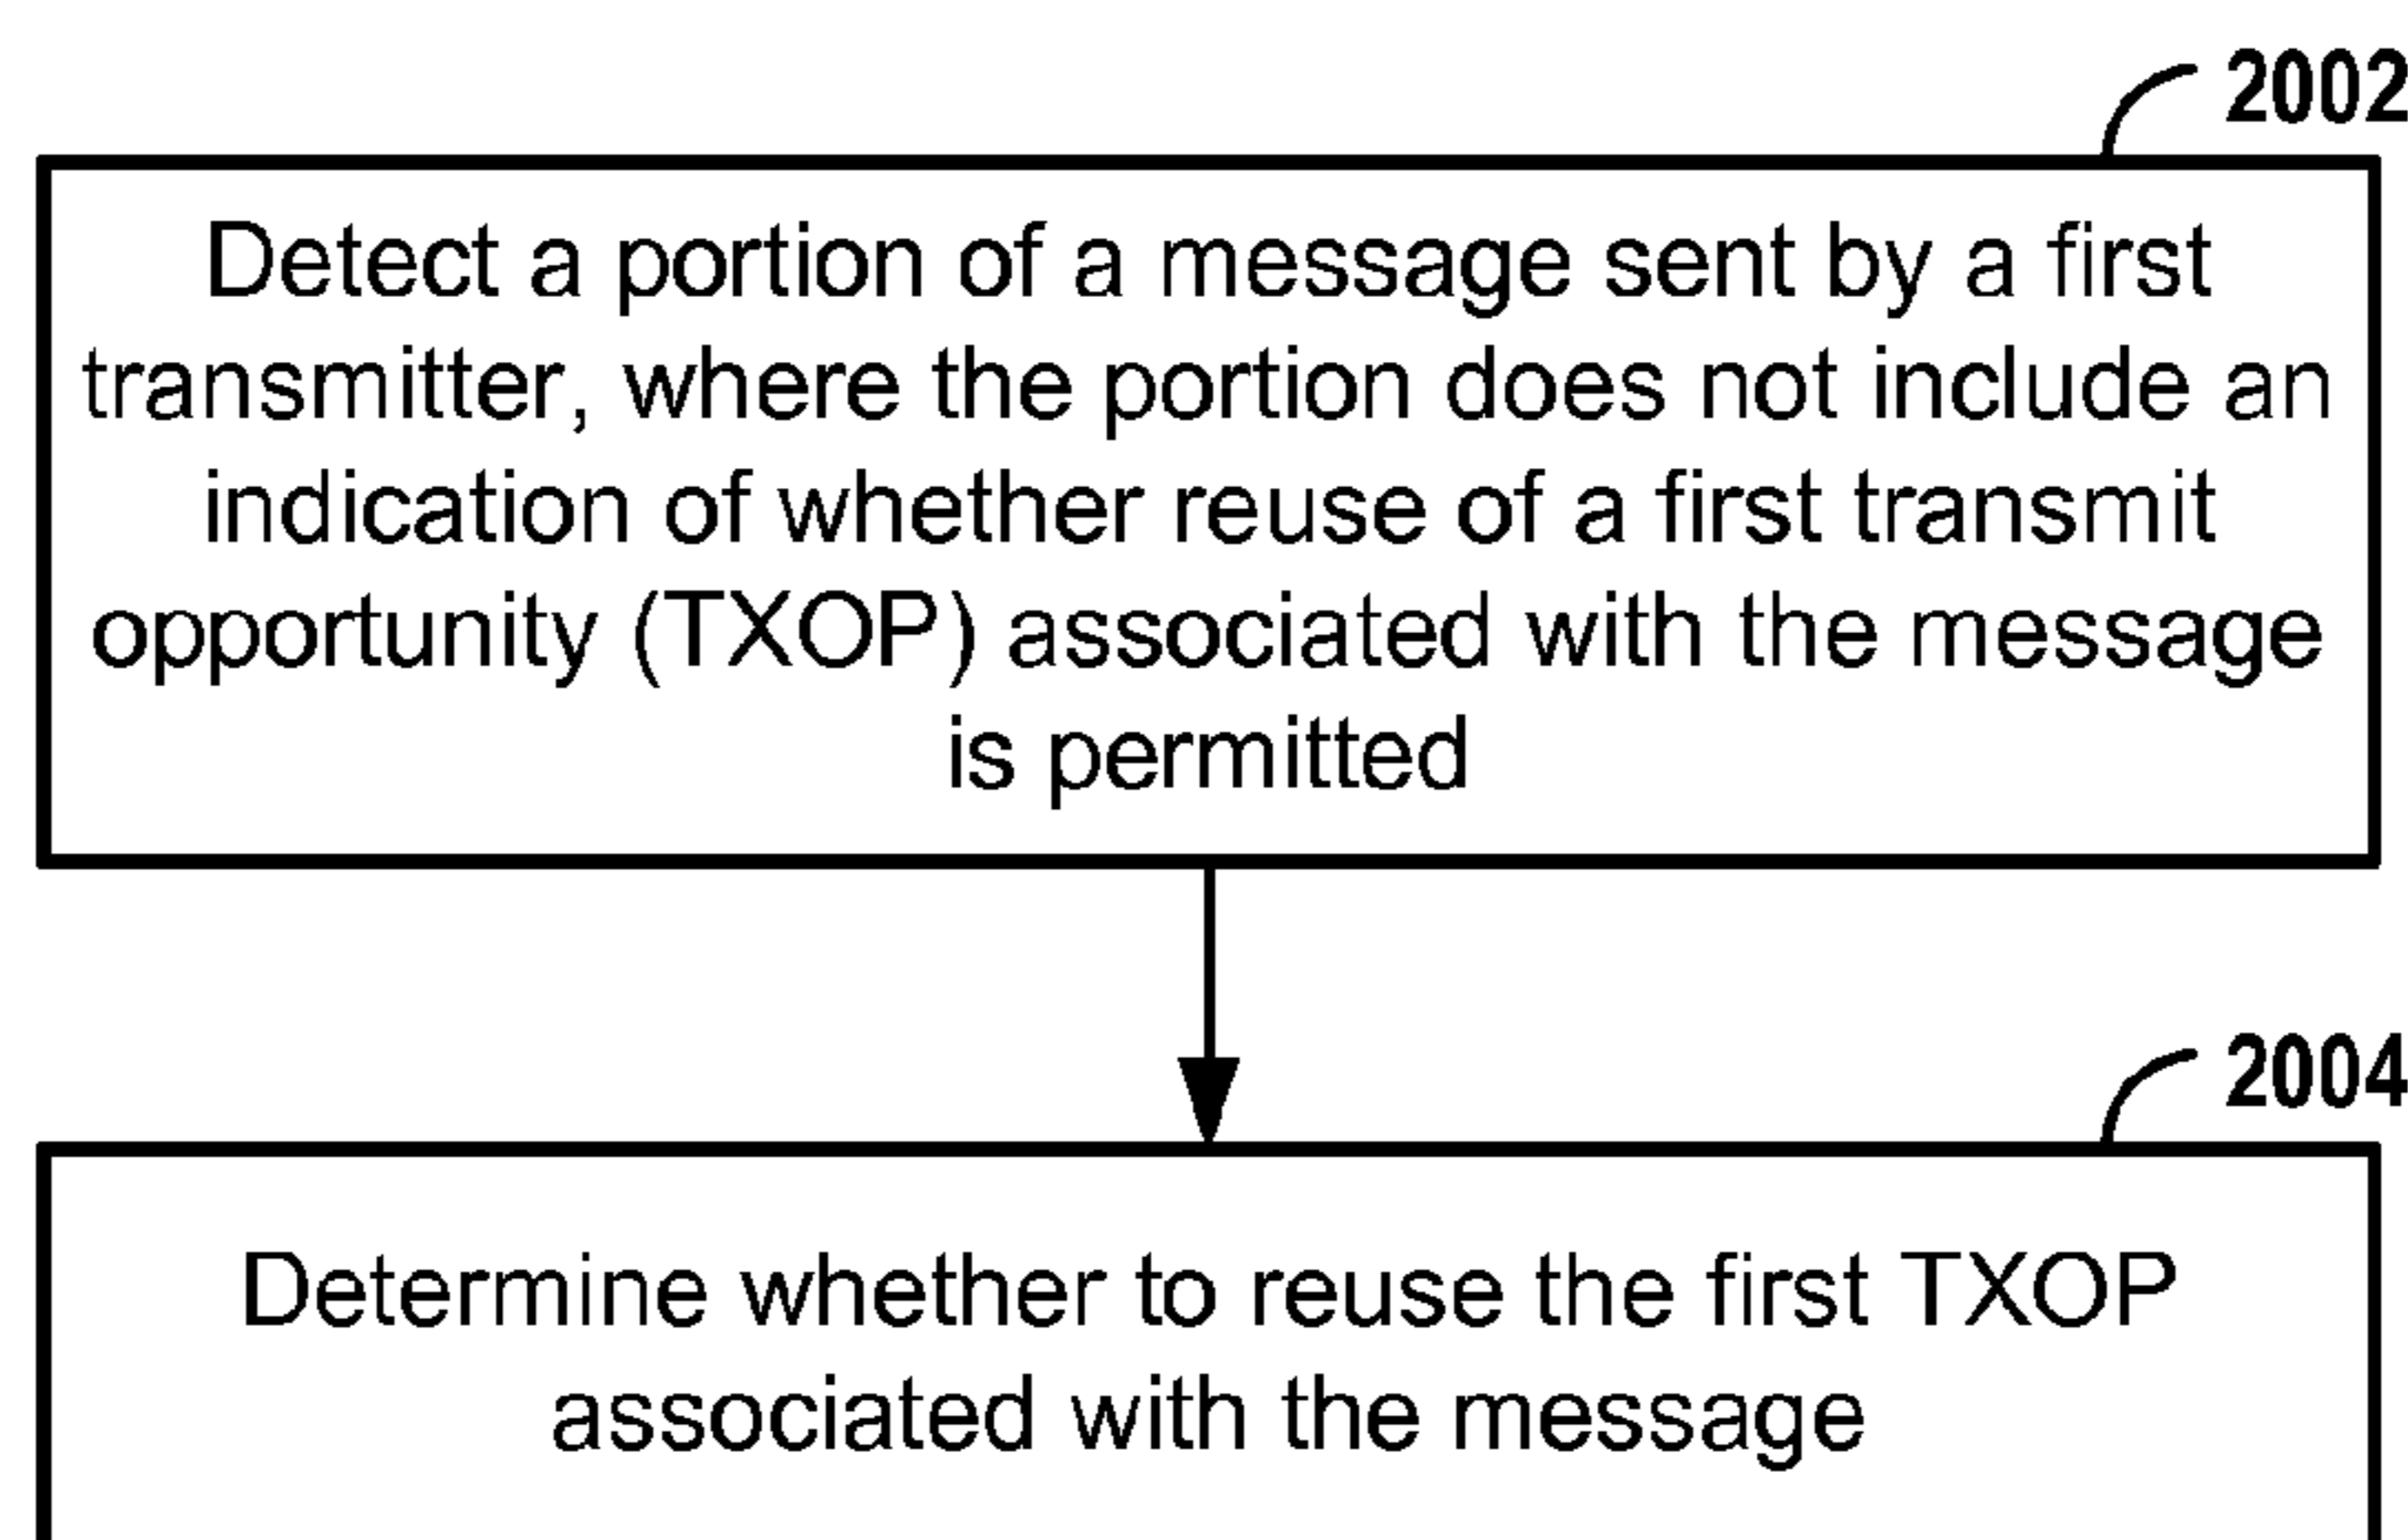 2002
Detect a portion of a message sent by a first
transmitter, where the portion does not include an
indication of whether reuse of a first transmit
opportunity (TXOP) associated with the message
is permitted
2004
Determine whether to reuse the first TXOP
associated with the message